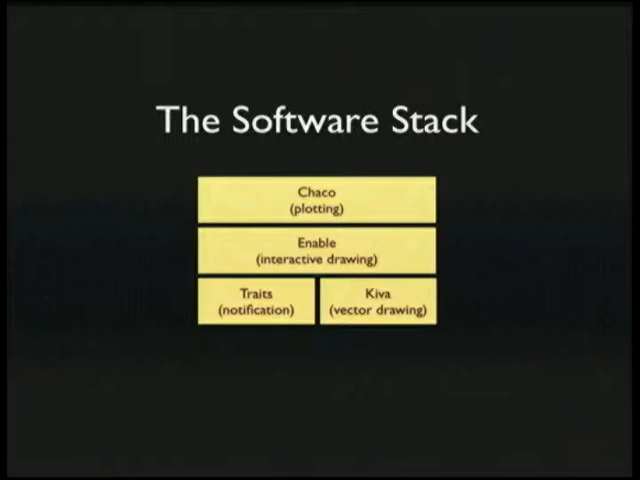 The Software Stack
Chaco
(plotting)
Enable
(interactive drawing)
Traits
(notification)
Kiva
(vector drawing)